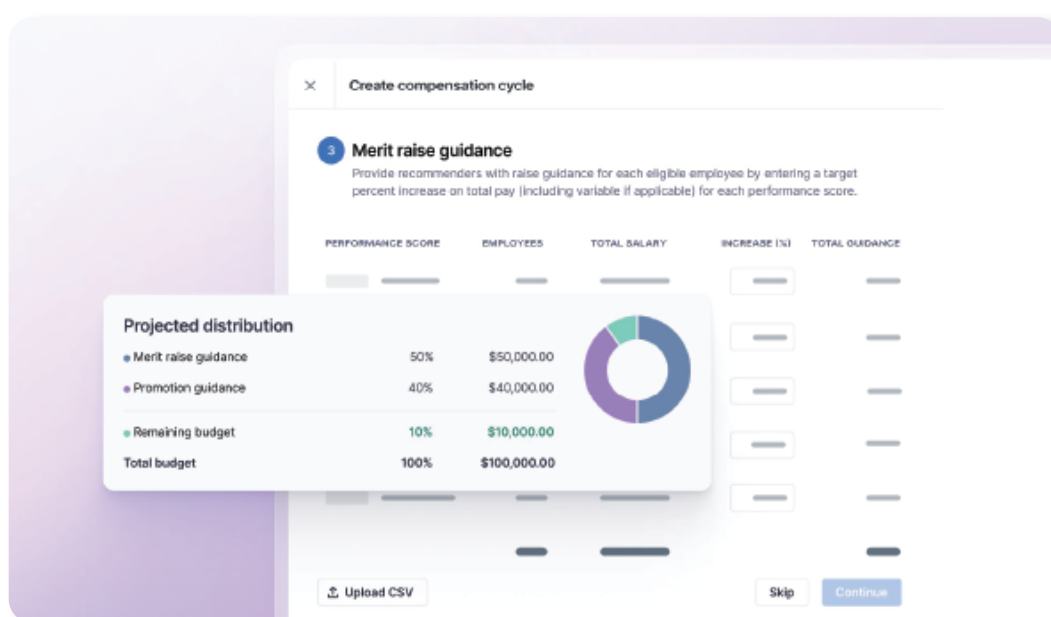 Create compensation cycle
3 Merit raise guidance
Provide recommenders with raise guidance for each eligible employee by entering a target
percent increase on total pay (including variable if applicable) for each performance score.
PERFORMANCE SCORE EMPLOYEES TOTAL SALARY INCREASE (%) TOTAL GUIDANCE
Projected distribution
Merit raise guidance 50% $50,000.00
Promotion guidance 40% $40,000.00
Remaining budget 10% $10,000.00
Total budget 100% $100,000.00
Upload CSV Skip Continue